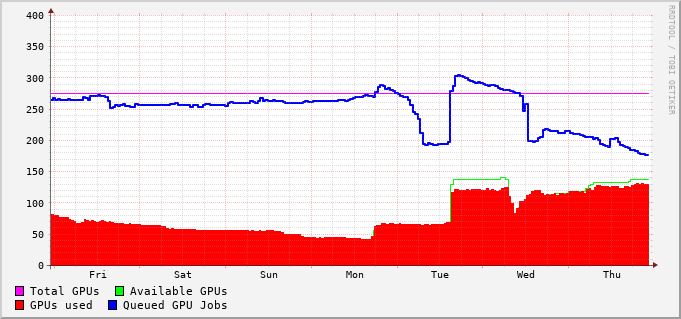 400
350
300
250
200
150
100
50
0
Fri Sat Sun Mon Tue Wed Thu
Total GPUs Available GPUs
GPUs used Queued GPU Jobs
RRDTOOL / TOBI OETIKER